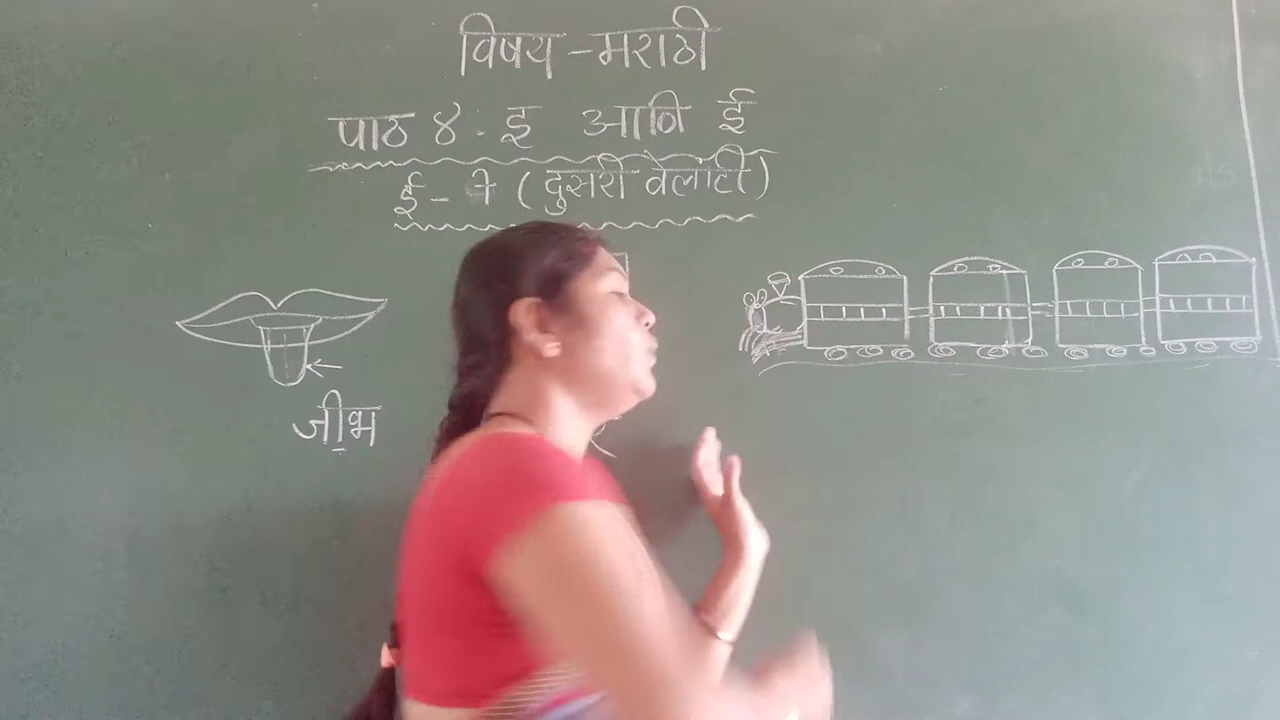 विषय - मराठी
पाठ ४ : इ आणि ई
ई - ी (दुसरी वेलांटी)
जीभ